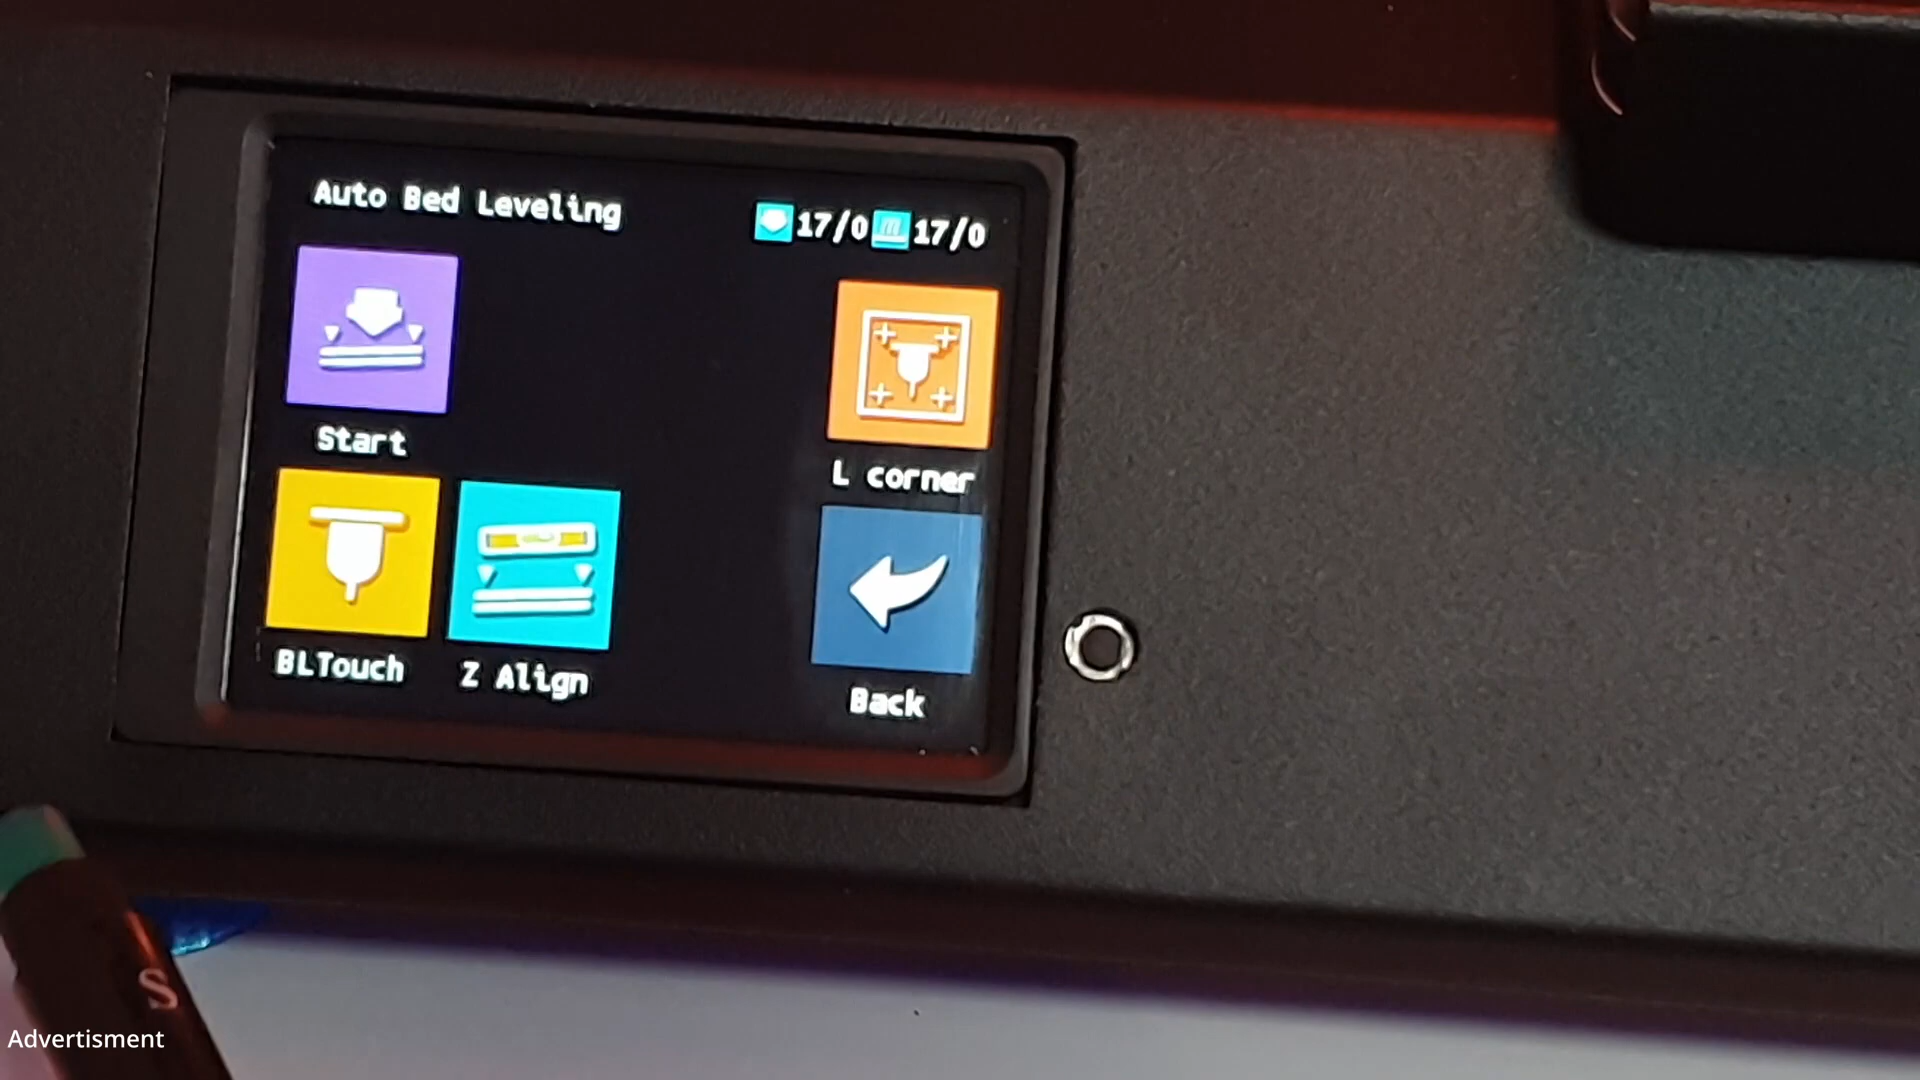 Auto Bed Leveling
17/0 17/0
Start
L corner
BLTouch
Z Align
Back
S
Advertisment